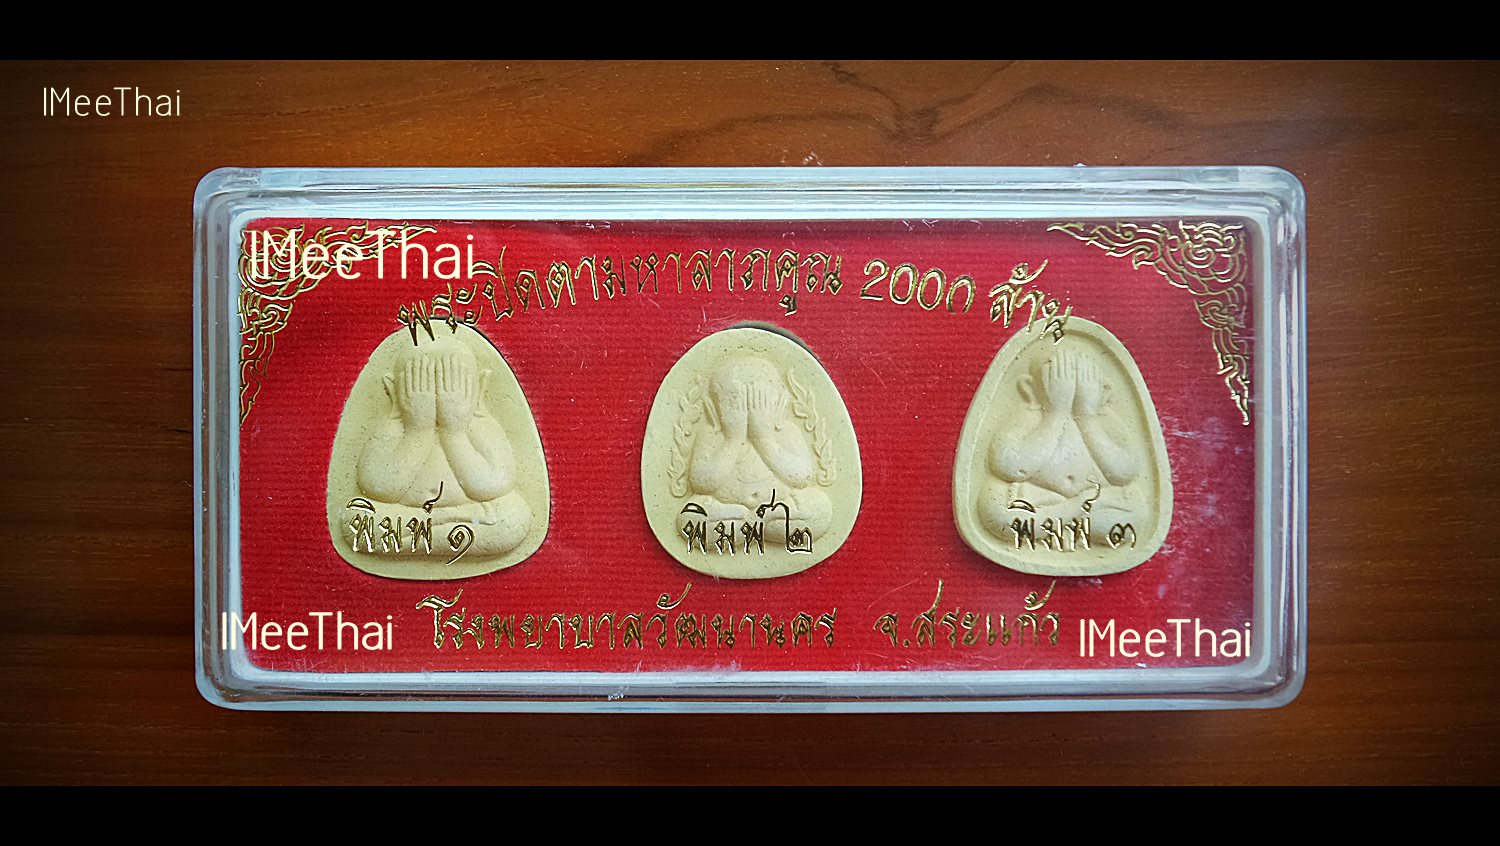 IMeeThai
IMeeThai
พระปิดตามหาลาภคูณ 2000 ล้าน
พิมพ์ ๑
พิมพ์ ๒
พิมพ์ ๓
โรงพยาบาลวัฒนานคร จ.สระแก้ว
IMeeThai
IMeeThai